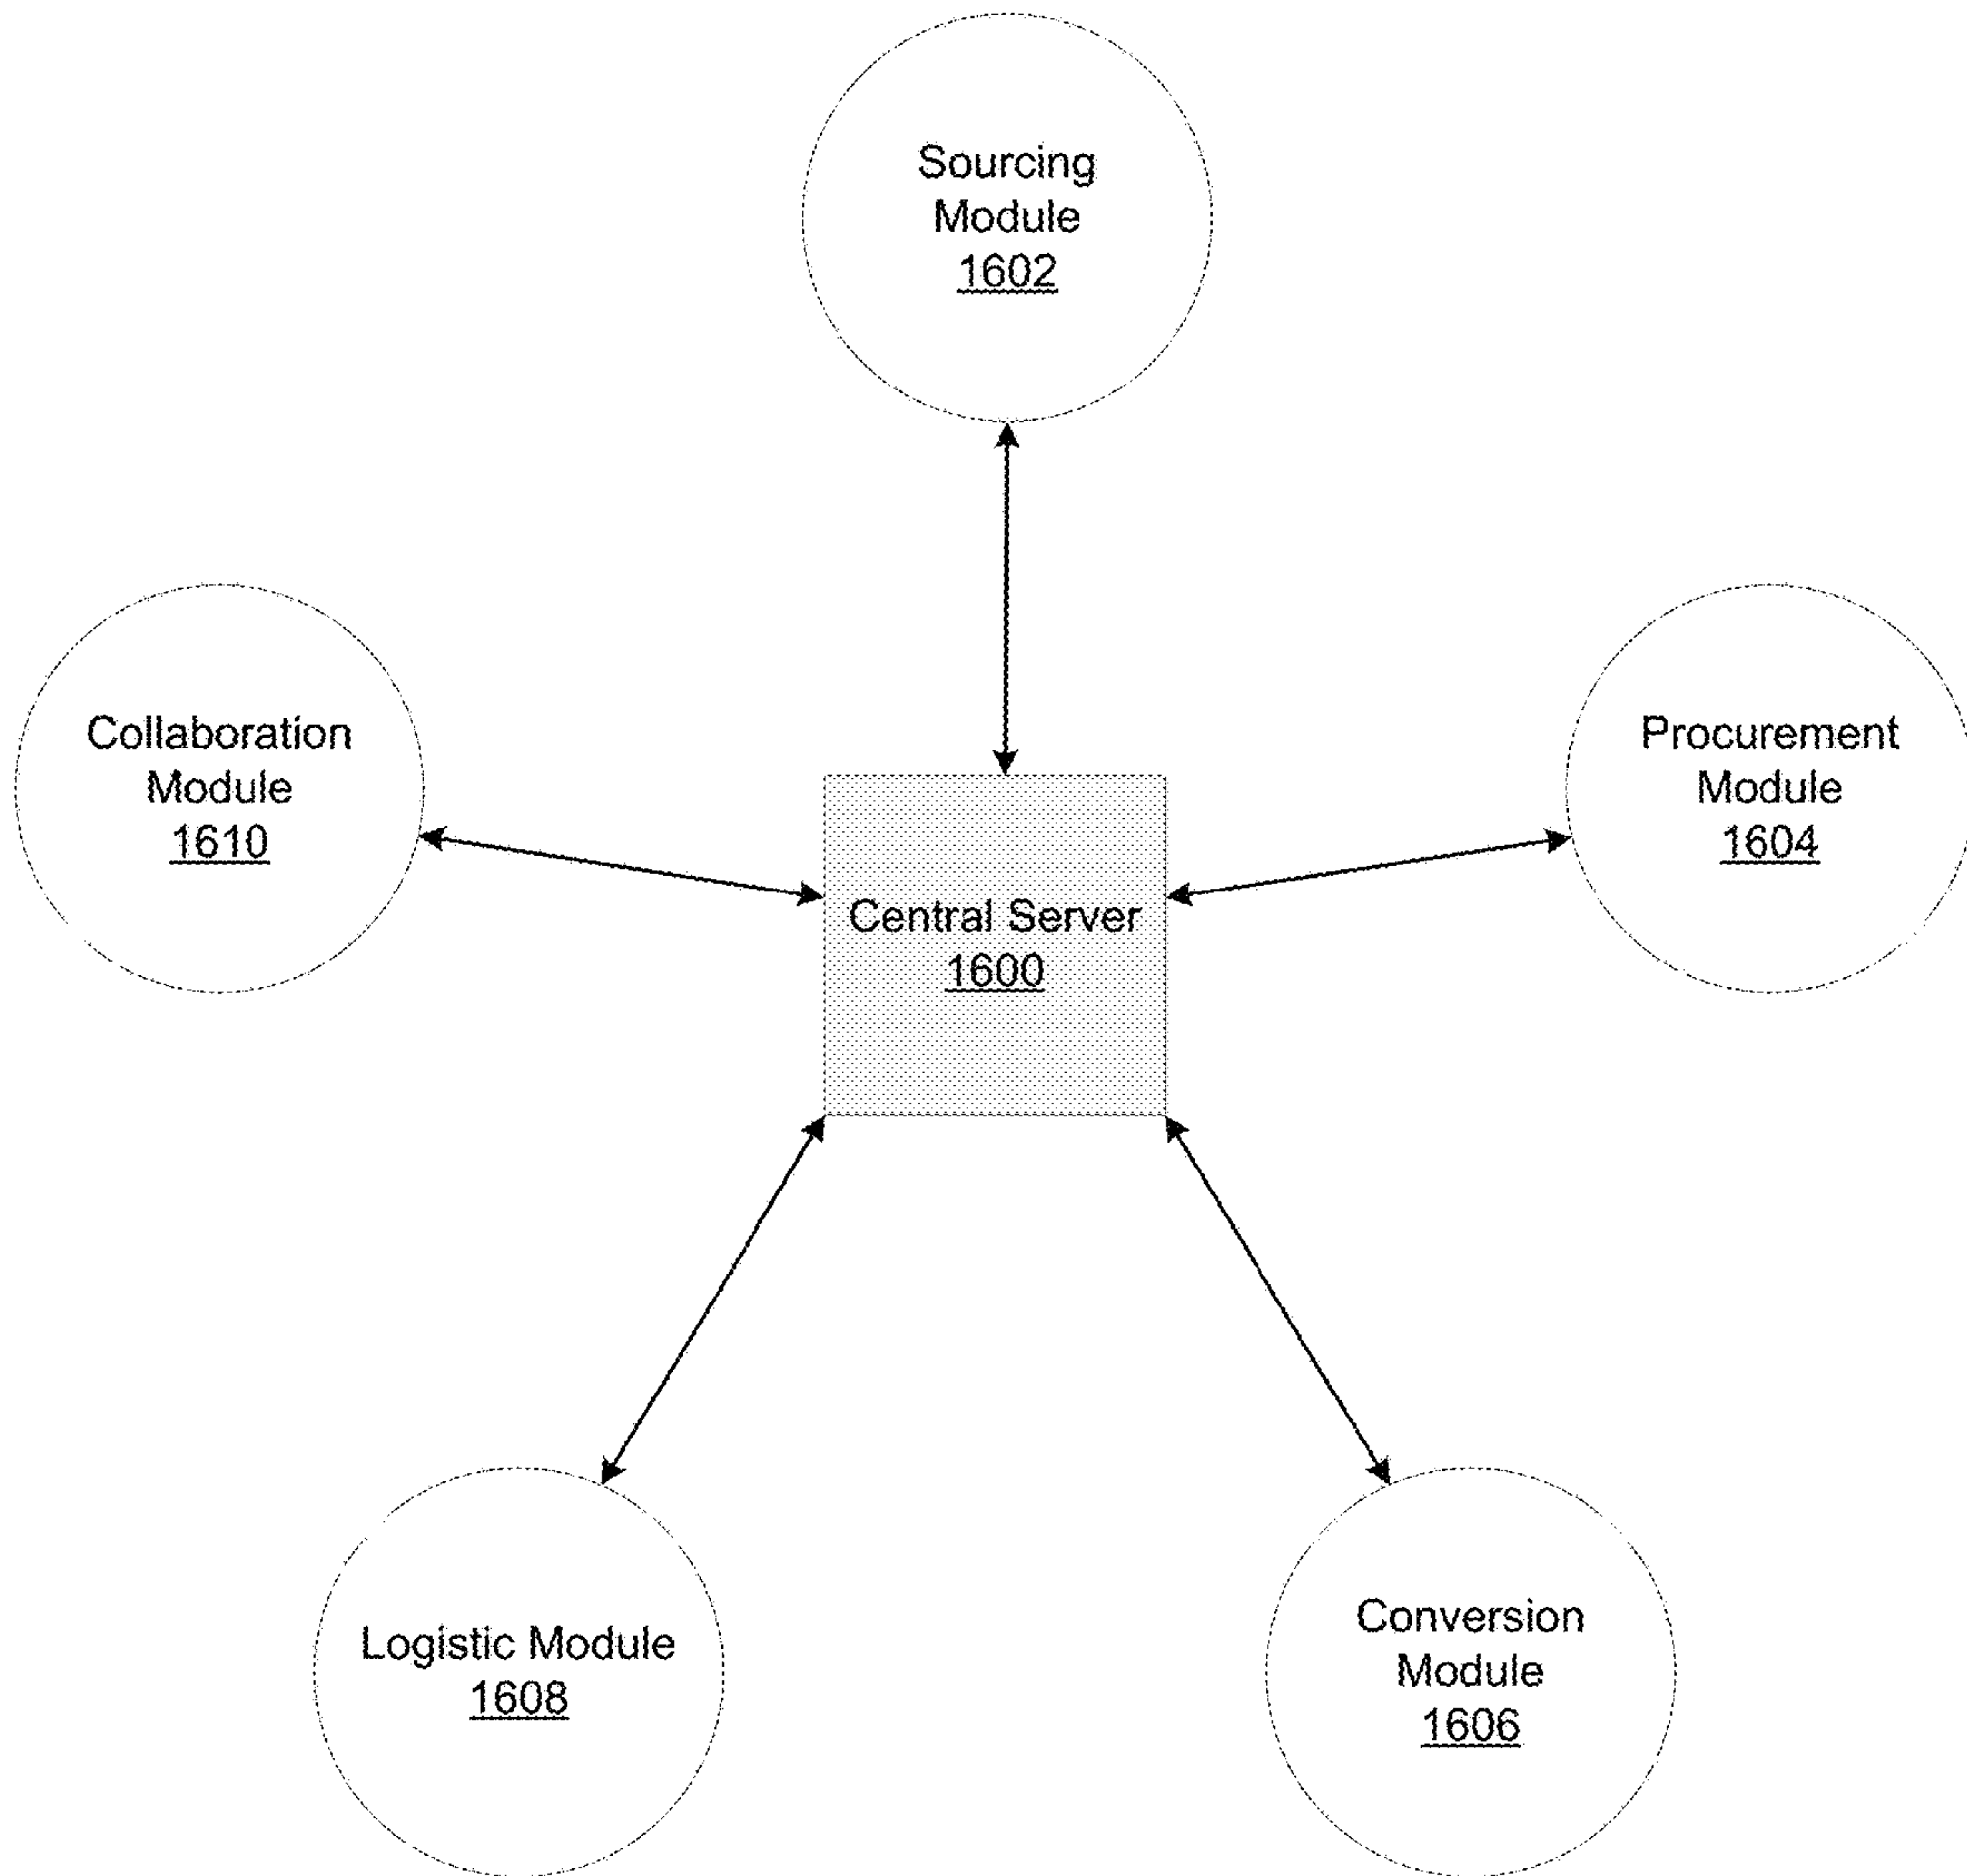 Sourcing
Module
1602
Collaboration
Module
1610
Procurement
Module
1604
Central Server
1600
Logistic Module
1608
Conversion
Module
1606